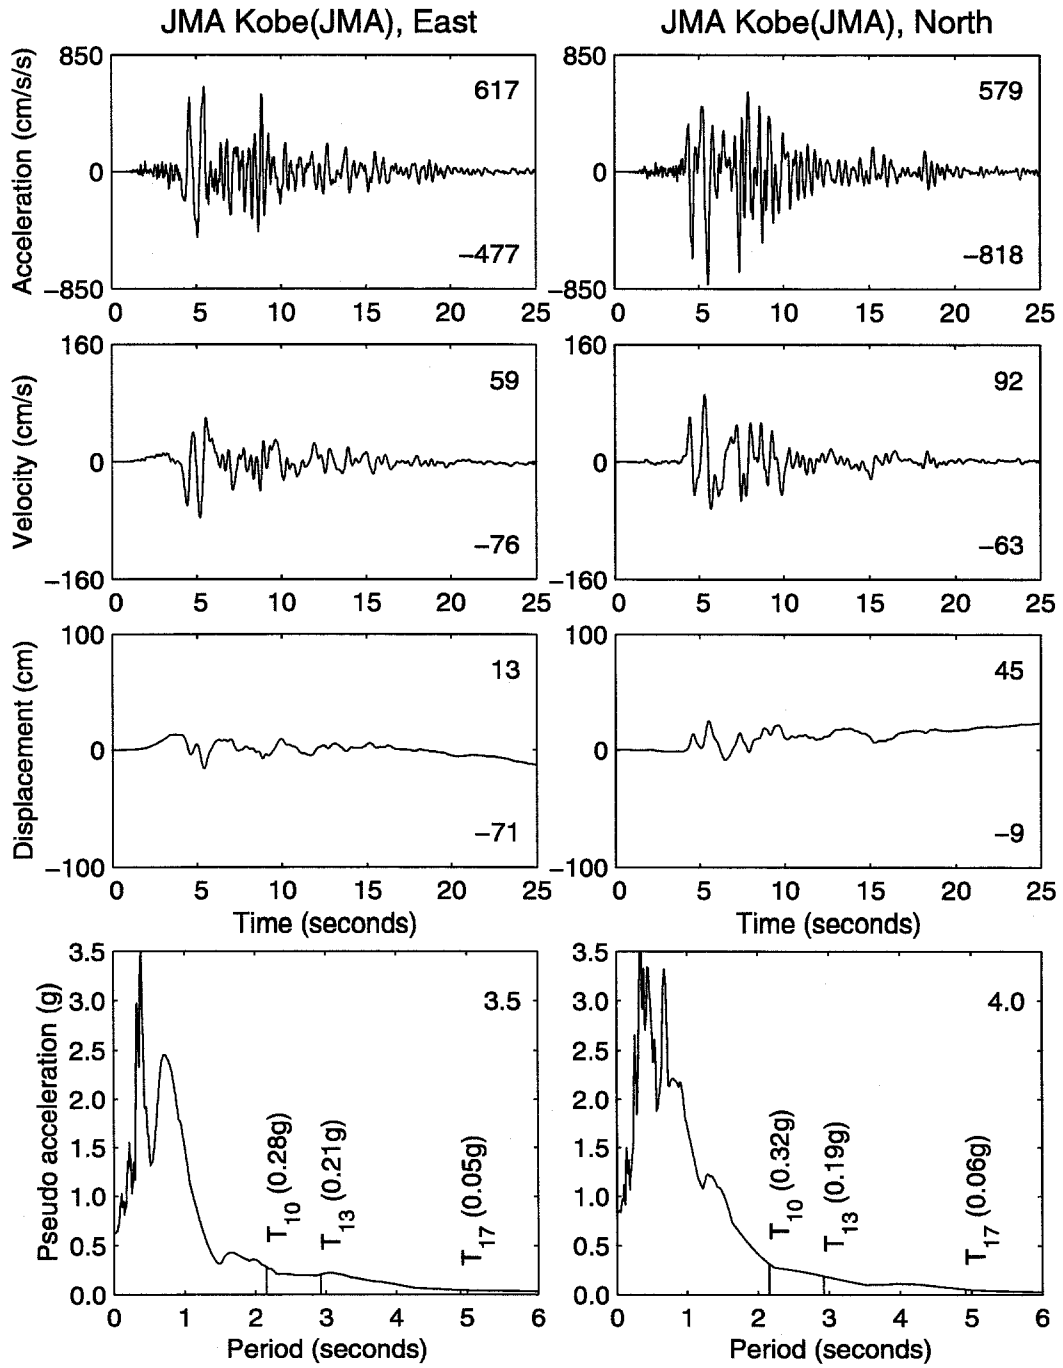 JMA Kobe(JMA), East
JMA Kobe(JMA), North
Acceleration (cm/s/s)
850
0
−850
617
−477
0 5 10 15 20 25
850
0
−850
579
−818
0 5 10 15 20 25
Velocity (cm/s)
160
0
−160
59
−76
0 5 10 15 20 25
160
0
−160
92
−63
0 5 10 15 20 25
Displacement (cm)
100
0
−100
13
−71
0 5 10 15 20 25
Time (seconds)
100
0
−100
45
−9
0 5 10 15 20 25
Time (seconds)
Pseudo acceleration (g)
3.5
3.0
2.5
2.0
1.5
1.0
0.5
0.0
3.5
T10 (0.28g)
T13 (0.21g)
T17 (0.05g)
0 1 2 3 4 5 6
Period (seconds)
3.5
3.0
2.5
2.0
1.5
1.0
0.5
0.0
4.0
T10 (0.32g)
T13 (0.19g)
T17 (0.06g)
0 1 2 3 4 5 6
Period (seconds)